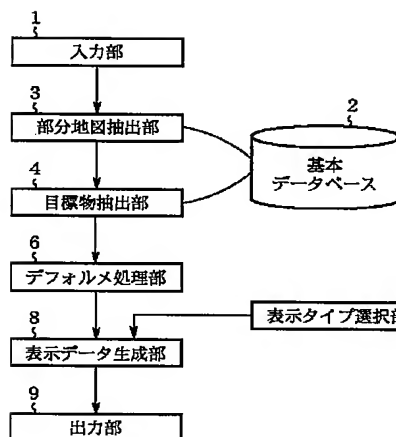 1
入力部
3
部分地図抽出部
2
基本
データベース
4
目標物抽出部
6
デフォルメ処理部
8
表示タイプ選択部
表示データ生成部
9
出力部